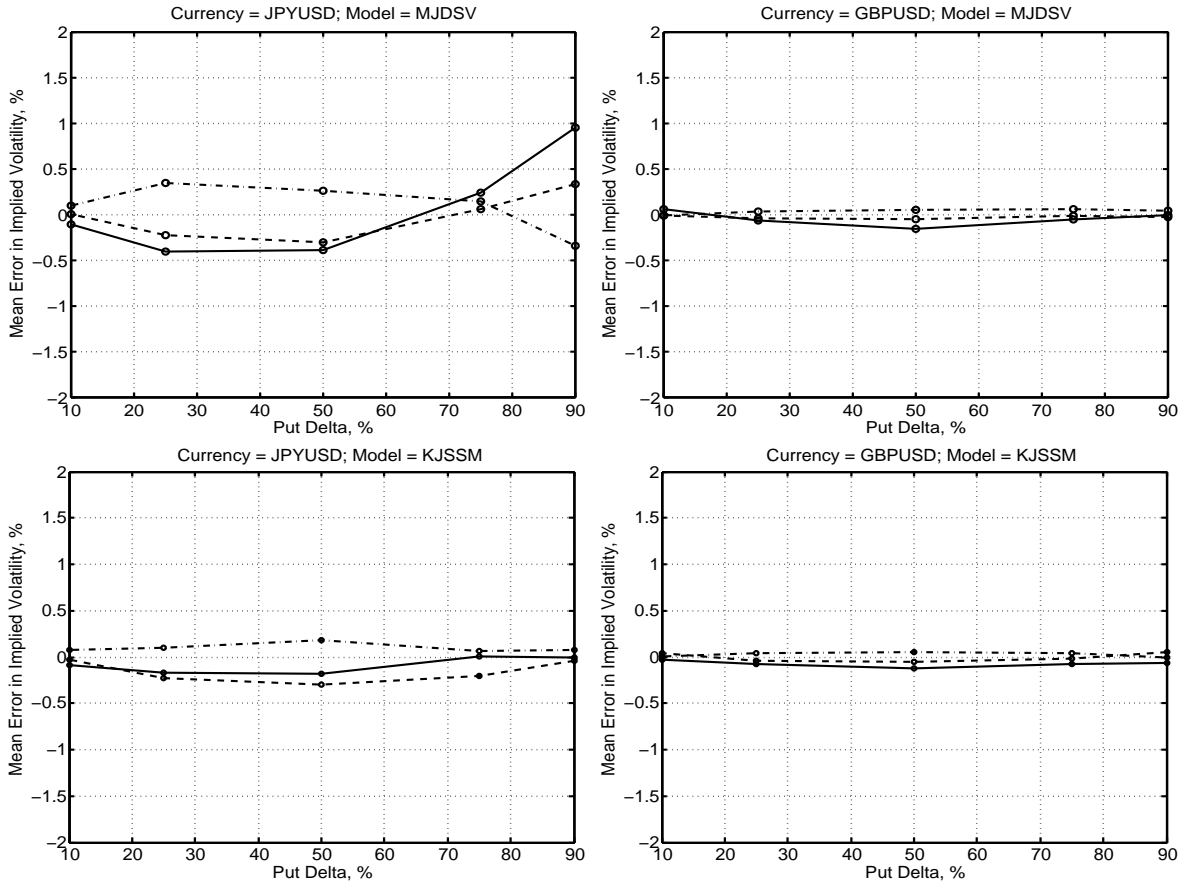 Currency = JPYUSD; Model = MJDSV
2
1.5
1
0.5
0
−0.5
−1
−1.5
−2
Mean Error in Implied Volatility, %
10 20 30 40 50 60 70 80 90
Put Delta, %
Currency = GBPUSD; Model = MJDSV
2
1.5
1
0.5
0
−0.5
−1
−1.5
−2
Mean Error in Implied Volatility, %
10 20 30 40 50 60 70 80 90
Put Delta, %
Currency = JPYUSD; Model = KJSSM
2
1.5
1
0.5
0
−0.5
−1
−1.5
−2
Mean Error in Implied Volatility, %
10 20 30 40 50 60 70 80 90
Put Delta, %
Currency = GBPUSD; Model = KJSSM
2
1.5
1
0.5
0
−0.5
−1
−1.5
−2
Mean Error in Implied Volatility, %
10 20 30 40 50 60 70 80 90
Put Delta, %